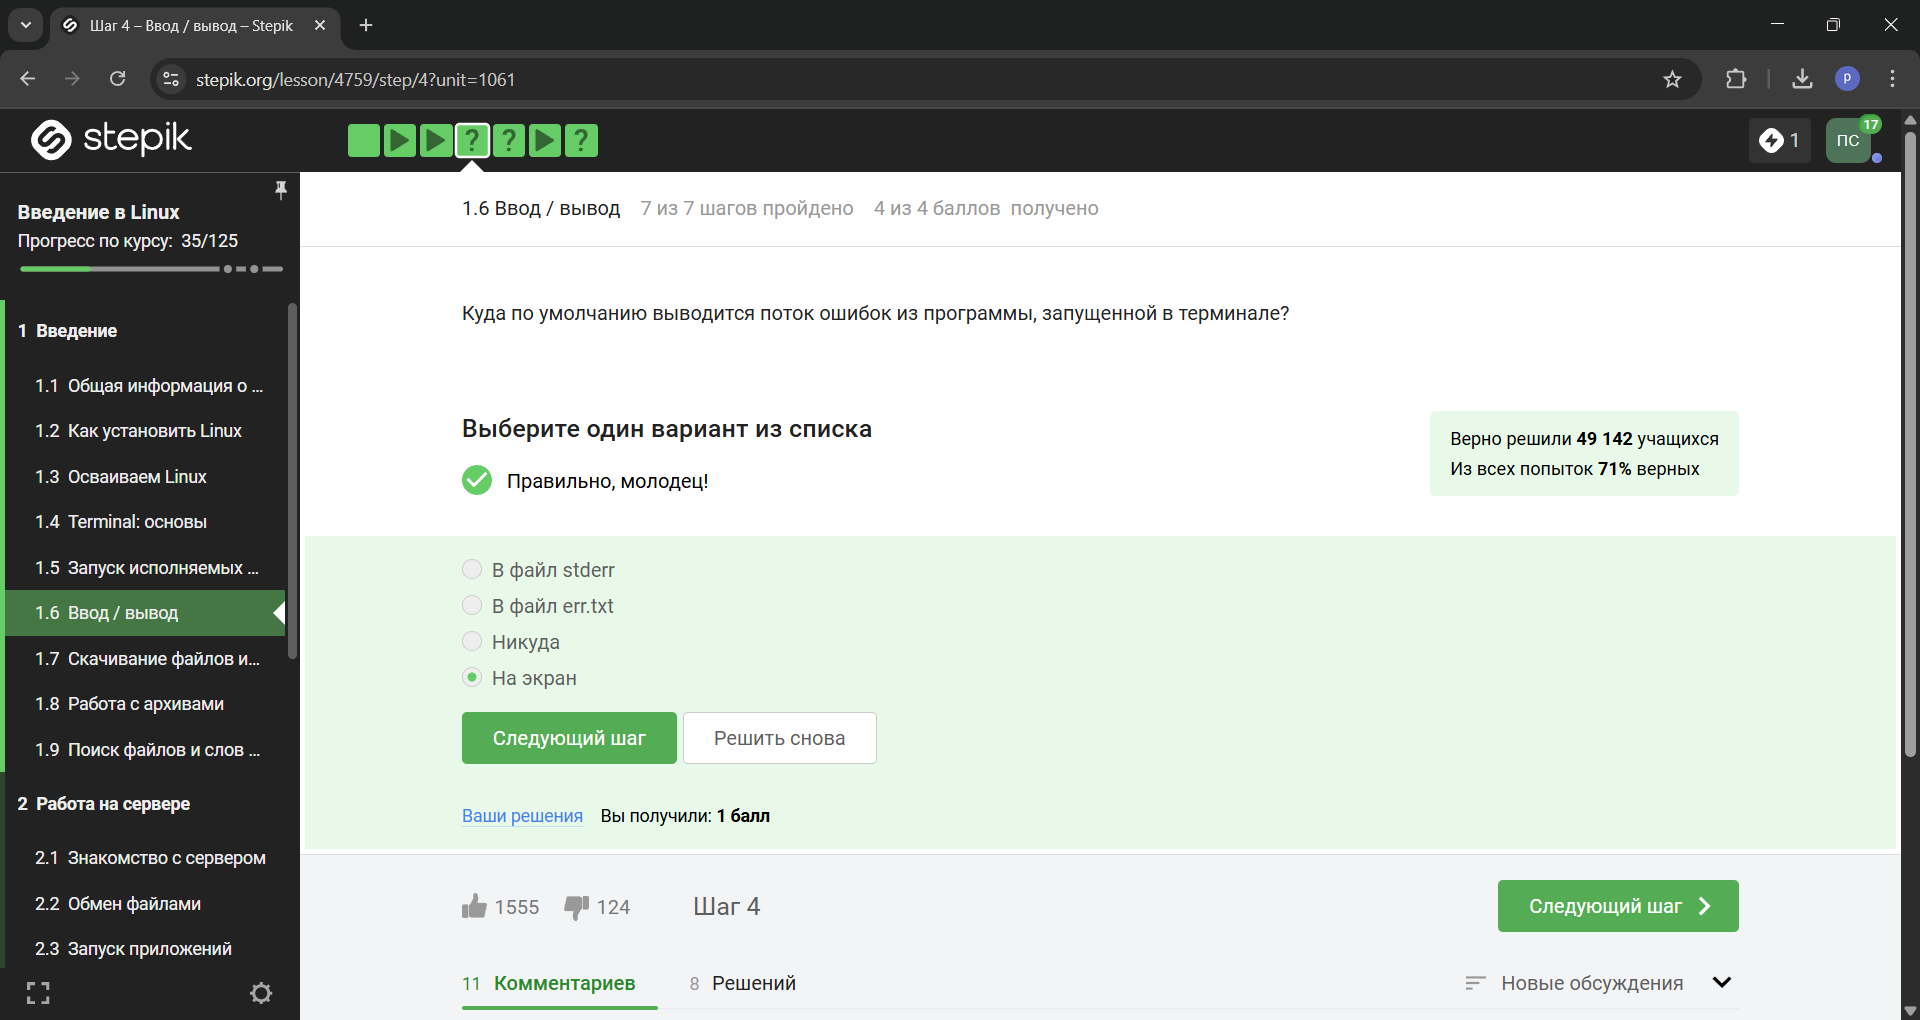 Шаг 4 – Ввод / вывод – Stepik
stepik.org/lesson/4759/step/4?unit=1061
P
stepik
? ? ?
1
ПС
17
Введение в Linux
Прогресс по курсу: 35/125
1 Введение
1.1 Общая информация о ...
1.2 Как установить Linux
1.3 Осваиваем Linux
1.4 Terminal: основы
1.5 Запуск исполняемых ...
1.6 Ввод / вывод
1.7 Скачивание файлов и...
1.8 Работа с архивами
1.9 Поиск файлов и слов ...
2 Работа на сервере
2.1 Знакомство с сервером
2.2 Обмен файлами
2.3 Запуск приложений
1.6 Ввод / вывод 7 из 7 шагов пройдено 4 из 4 баллов получено
Куда по умолчанию выводится поток ошибок из программы, запущенной в терминале?
Выберите один вариант из списка
Правильно, молодец!
Верно решили 49 142 учащихся
Из всех попыток 71% верных
В файл stderr
В файл err.txt
Никуда
На экран
Следующий шаг Решить снова
Ваши решения Вы получили: 1 балл
1555 124 Шаг 4 Следующий шаг
11 Комментариев 8 Решений Новые обсуждения